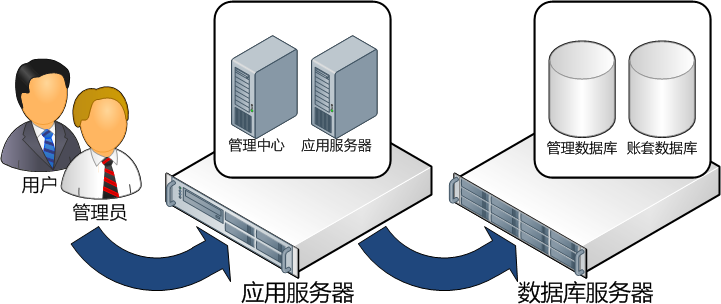 用户
管理员
管理中心
应用服务器
应用服务器
管理数据库
账套数据库
数据库服务器